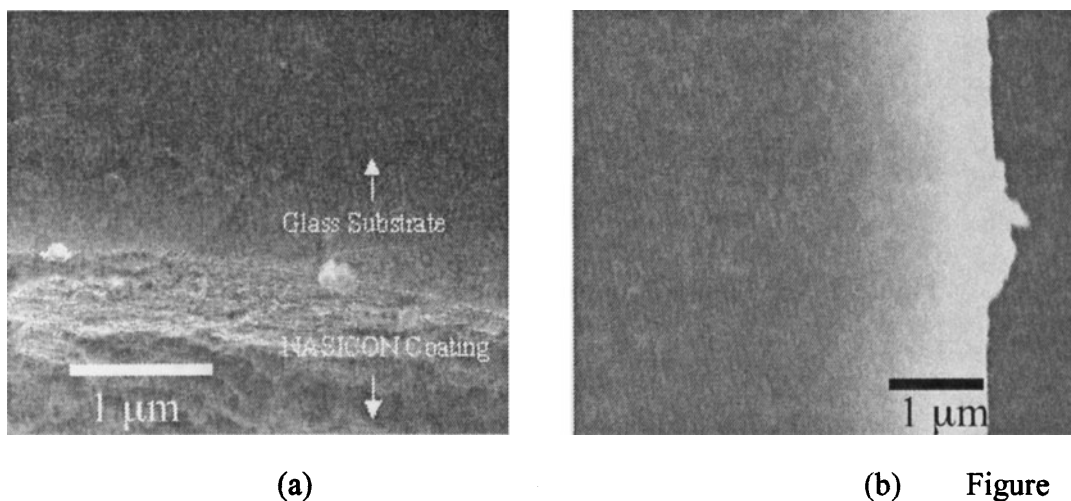 Glass Substrate
NASICON Coating
1 μm
1 μm
(a)
(b) Figure